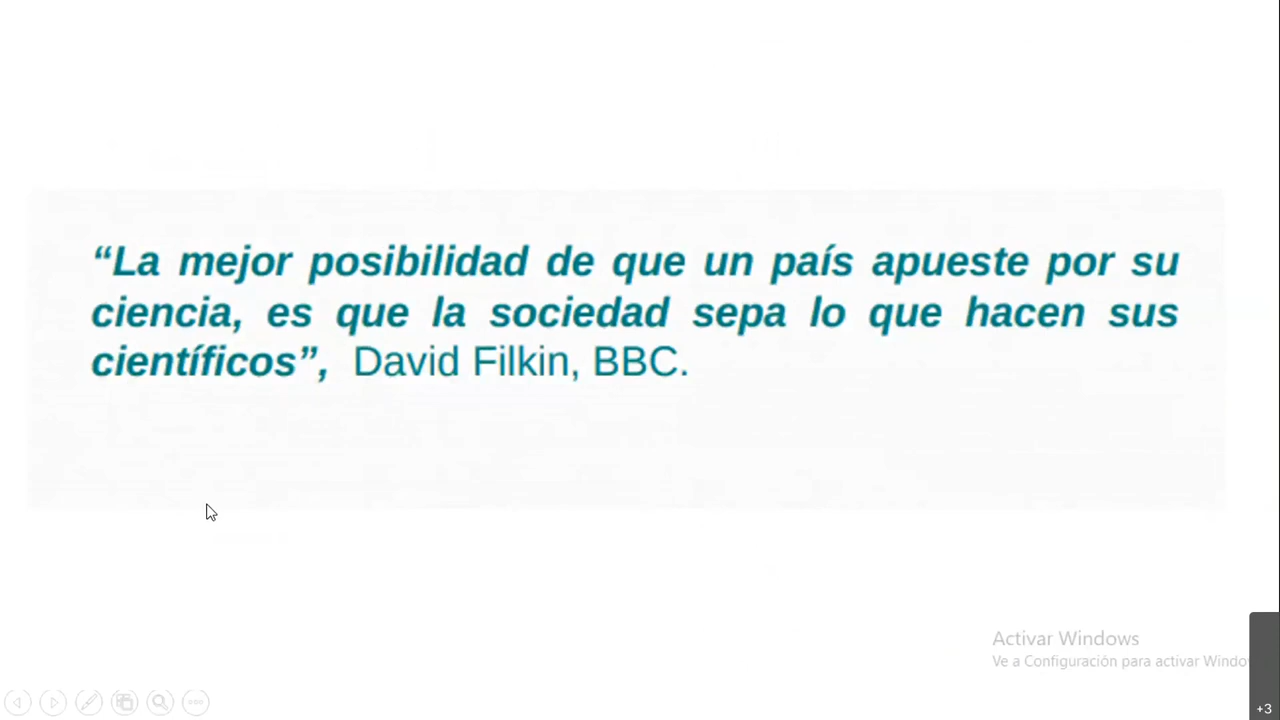 “La mejor posibilidad de que un país apueste por su
ciencia, es que la sociedad sepa lo que hacen sus
científicos”, David Filkin, BBC.
Activar Windows
Ve a Configuración para activar Windo
+3